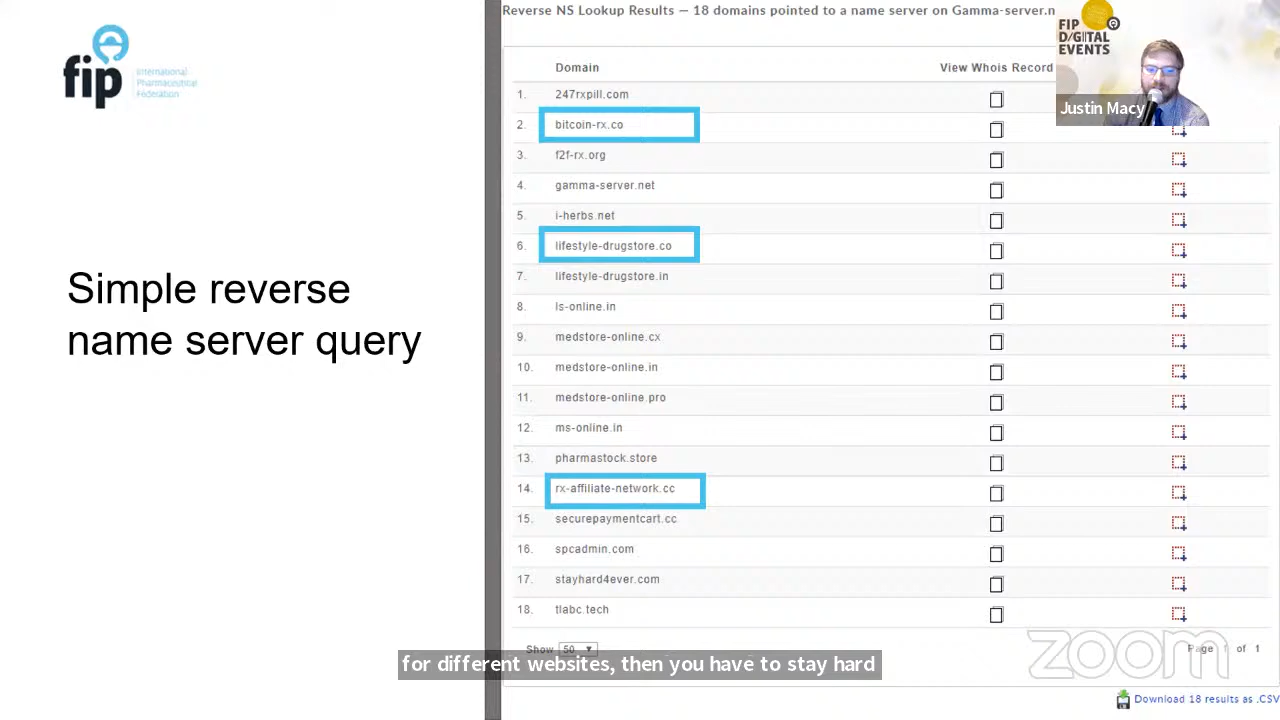 fip
International
Pharmaceutical
Federation
Simple reverse
name server query
Reverse NS Lookup Results — 18 domains pointed to a name server on Gamma-server.n
Domain View Whois Record
1. 247rxpill.com
2. bitcoin-rx.co
3. f2f-rx.org
4. gamma-server.net
5. i-herbs.net
6. lifestyle-drugstore.co
7. lifestyle-drugstore.in
8. ls-online.in
9. medstore-online.cx
10. medstore-online.in
11. medstore-online.pro
12. ms-online.in
13. pharmastock.store
14. rx-affiliate-network.cc
15. securepaymentcart.cc
16. spcadmin.com
17. stayhard4ever.com
18. tlabc.tech
Show 50 Page 1 of 1
Download 18 results as .CSV
FIP
DIGITAL
EVENTS
Justin Macy
for different websites, then you have to stay hard
zoom